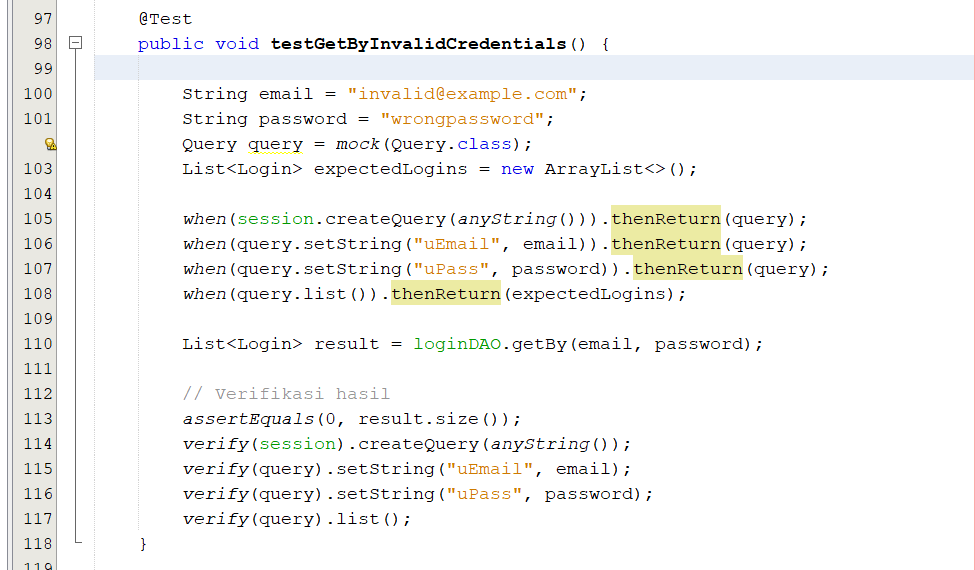 97 @Test
98 public void testGetByInvalidCredentials() {
99
100 String email = "invalid@example.com";
101 String password = "wrongpassword";
Query query = mock(Query.class);
103 List<Login> expectedLogins = new ArrayList<>();
104
105 when(session.createQuery(anyString())).thenReturn(query);
106 when(query.setString("uEmail", email)).thenReturn(query);
107 when(query.setString("uPass", password)).thenReturn(query);
108 when(query.list()).thenReturn(expectedLogins);
109
110 List<Login> result = loginDAO.getBy(email, password);
111
112 // Verifikasi hasil
113 assertEquals(0, result.size());
114 verify(session).createQuery(anyString());
115 verify(query).setString("uEmail", email);
116 verify(query).setString("uPass", password);
117 verify(query).list();
118 }
119